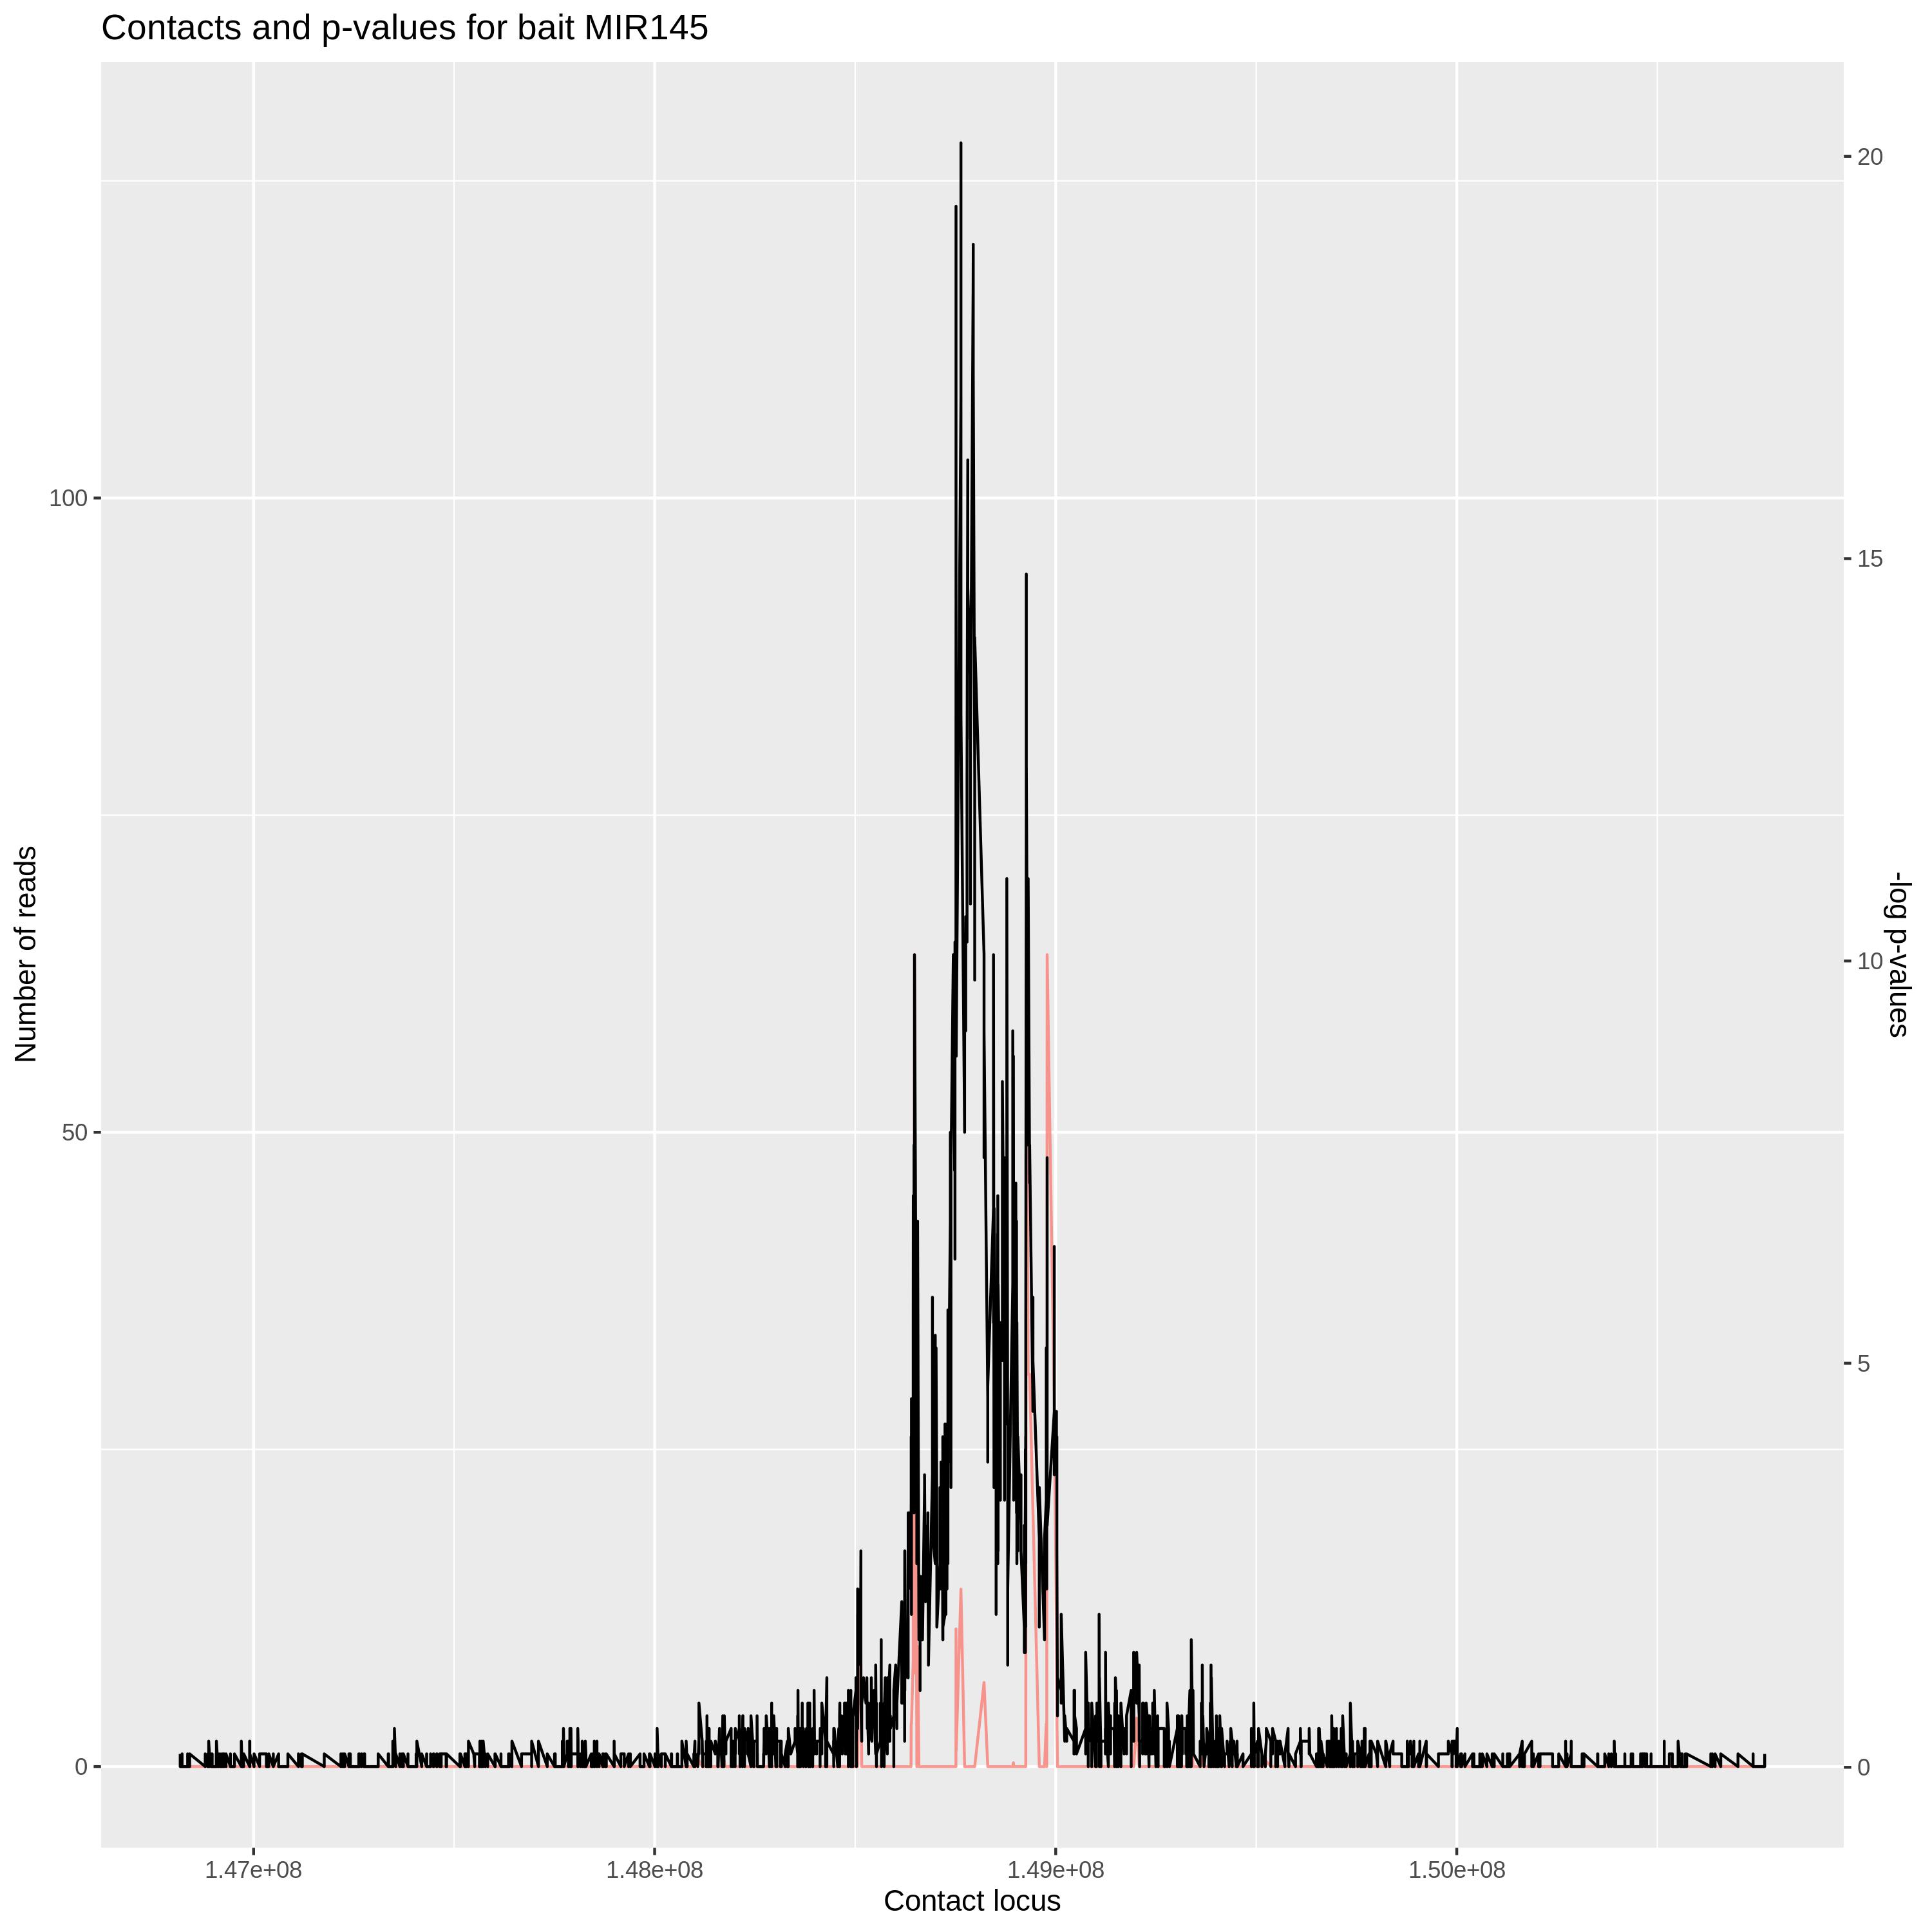 Contacts and p-values for bait MIR145
20
100
15
10
50
5
0
0
Number of reads
-log p-values
1.47e+08
1.48e+08
1.49e+08
1.50e+08
Contact locus